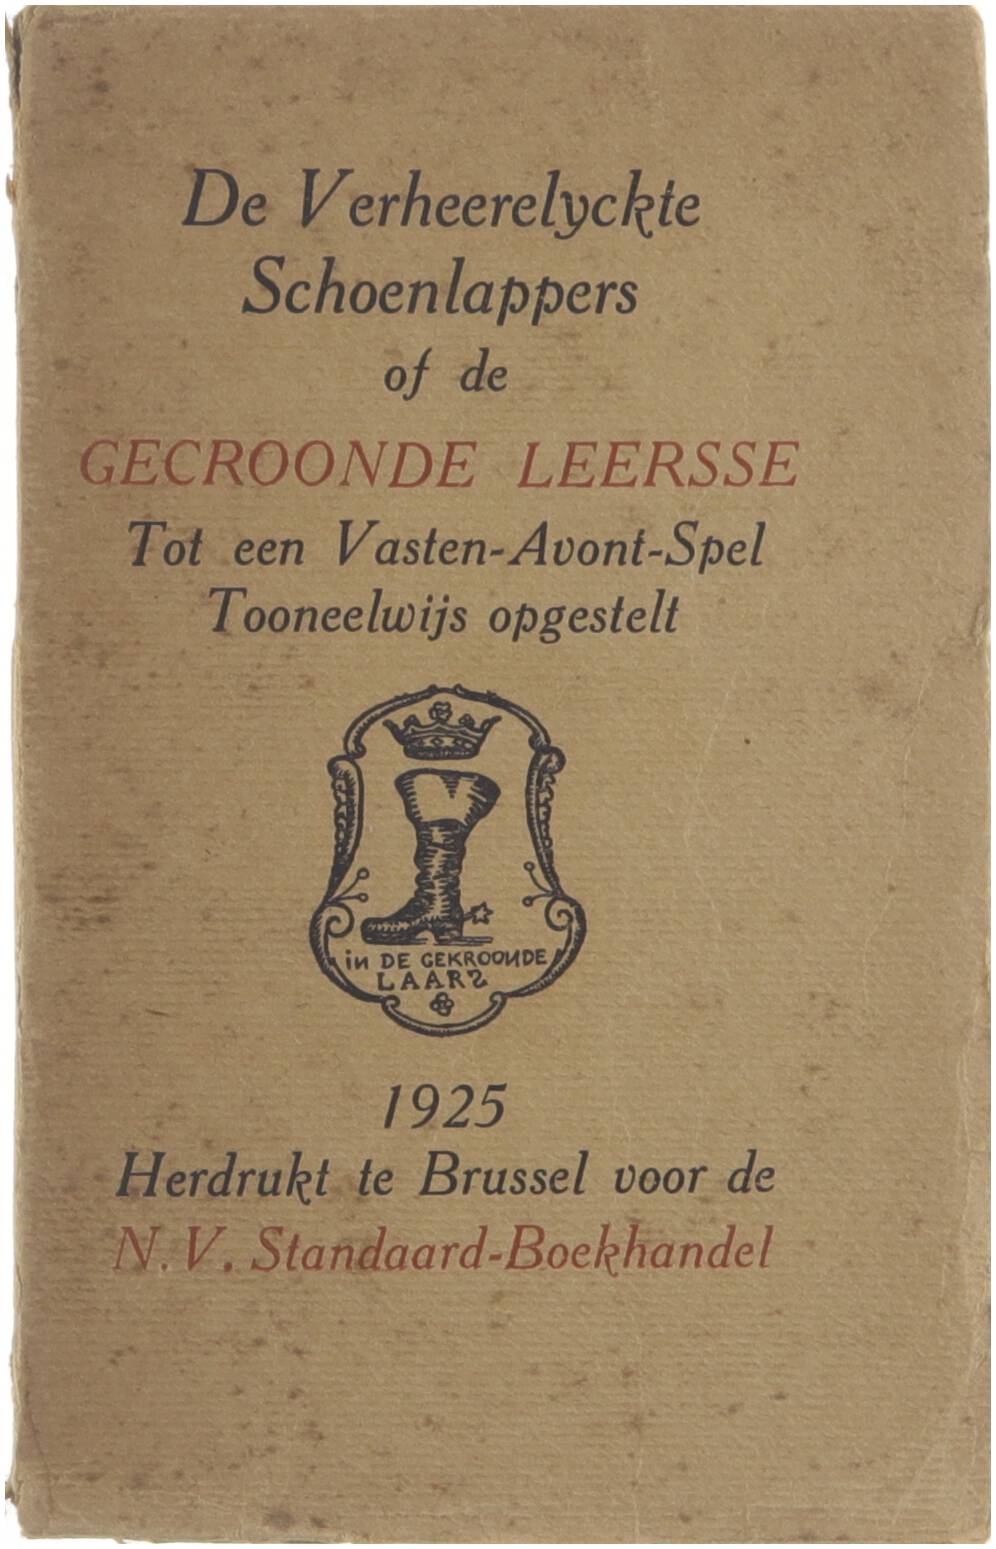 De Verheerelyckte
Schoenlappers
of de
GECROONDE LEERSSE
Tot een Vasten-Avont-Spel
Tooneelwijs opgestelt
IN DE GEKROONDE
LAARS
1925
Herdrukt te Brussel voor de
N. V. Standaard-Boekhandel